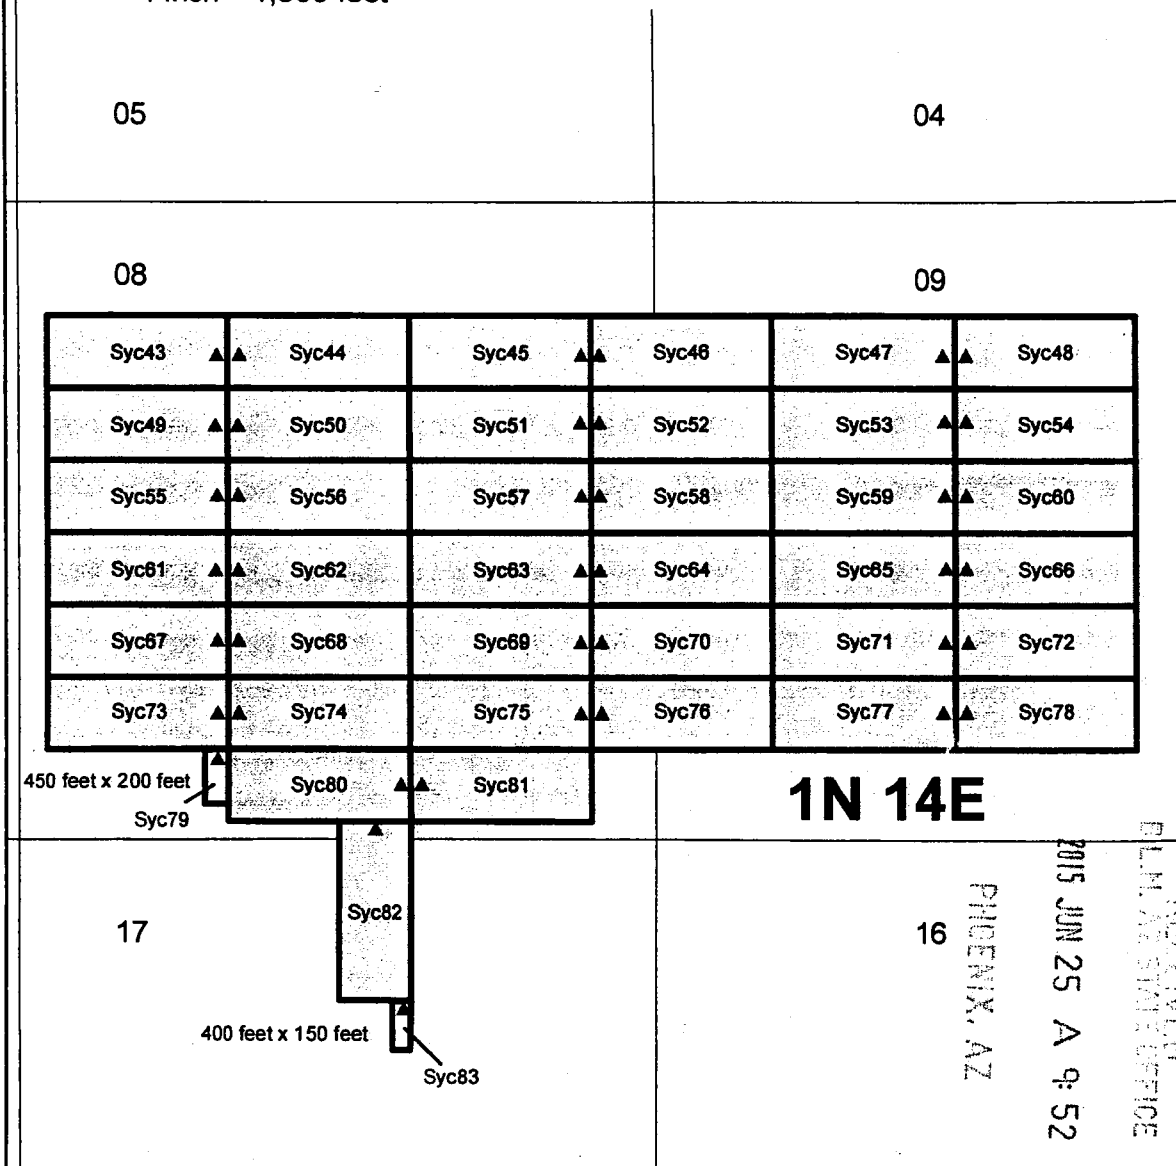 05
04
08
09
Syc43 Syc44 Syc45 Syc46 Syc47 Syc48
Syc49 Syc50 Syc51 Syc52 Syc53 Syc54
Syc55 Syc56 Syc57 Syc58 Syc59 Syc60
Syc61 Syc62 Syc63 Syc64 Syc65 Syc66
Syc67 Syc68 Syc69 Syc70 Syc71 Syc72
Syc73 Syc74 Syc75 Syc76 Syc77 Syc78
450 feet x 200 feet
Syc79
Syc80 Syc81
1N 14E
Syc82
17
16
400 feet x 150 feet
Syc83
B.L.M. AZ STATE OFFICE
2015 JUN 25 A 9:52
PHOENIX, AZ